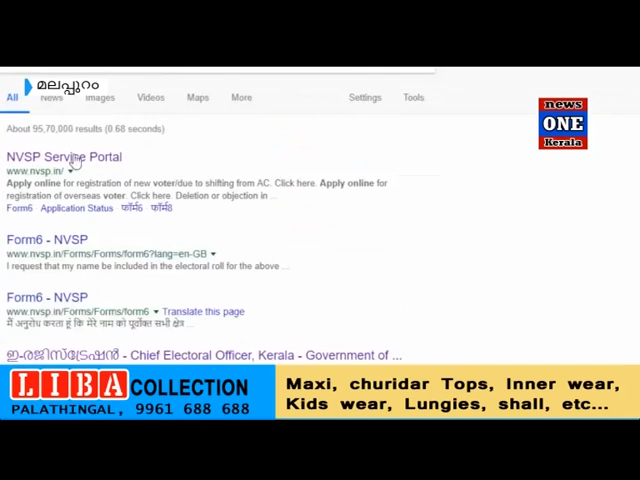 മലപ്പുറം
All News Images Videos Maps More Settings Tools
About 95,70,000 results (0.68 seconds)
NVSP Service Portal
www.nvsp.in/
Apply online for registration of new voter/due to shifting from AC. Click here. Apply online for
registration of overseas voter. Click here. Deletion or objection in ...
Form6 · Application Status · फॉर्म6 · फॉर्म8
Form6 - NVSP
www.nvsp.in/Forms/Forms/form6?lang=en-GB
I request that my name be included in the electoral roll for the above ...
Form6 - NVSP
www.nvsp.in/Forms/Forms/form6 Translate this page
मैं अनुरोध करता हूं कि मेरे नाम को पूर्वोक्त सभी क्षेत्र ...
ഇ-രജിസ്ട്രേഷൻ - Chief Electoral Officer, Kerala - Government of ...
news
ONE
Kerala
LIBA COLLECTION
PALATHINGAL, 9961 688 688
Maxi, churidar Tops, Inner wear,
Kids wear, Lungies, shall, etc...